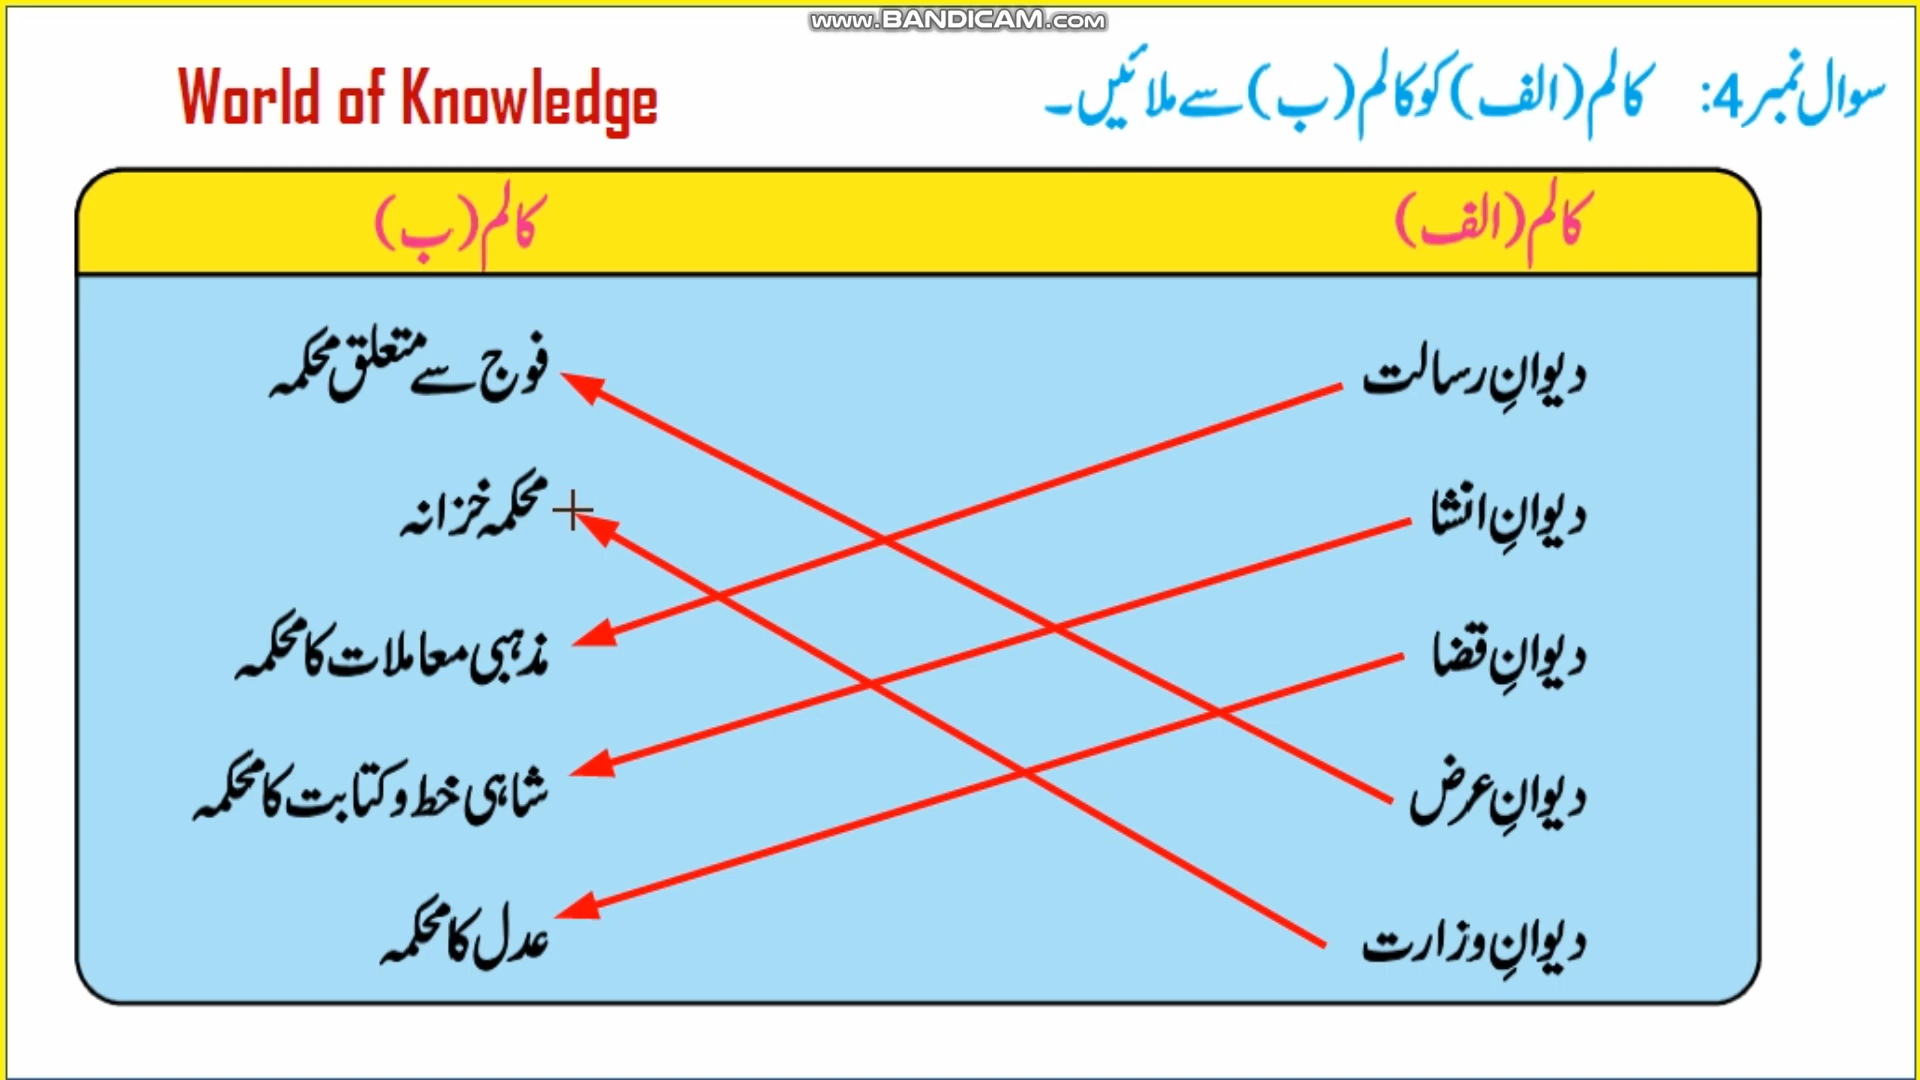 www.BANDICAM.com
World of Knowledge
سوال نمبر 4: کالم (الف) کو کالم (ب) سے ملائیں۔
کالم (الف) کالم (ب)
دیوانِ رسالت فوج سے متعلق محکمہ
دیوانِ انشا محکمہ خزانہ
دیوانِ قضا مذہبی معاملات کا محکمہ
دیوانِ عرض شاہی خط و کتابت کا محکمہ
دیوانِ وزارت عدل کا محکمہ